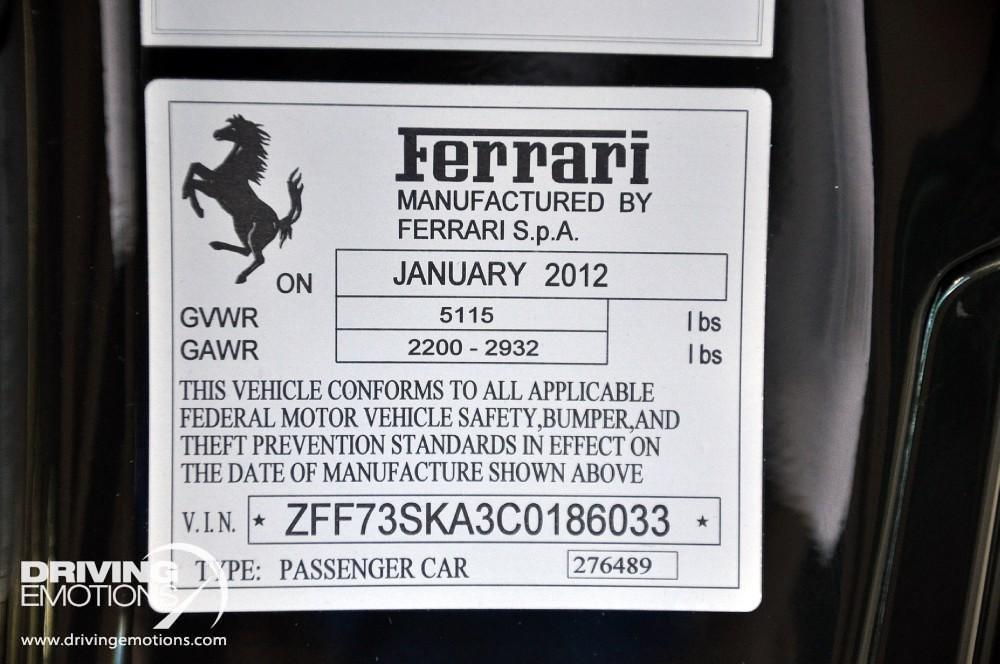 Ferrari
MANUFACTURED BY
FERRARI S.p.A.
ON JANUARY 2012
GVWR 5115 lbs
GAWR 2200 - 2932 lbs
THIS VEHICLE CONFORMS TO ALL APPLICABLE
FEDERAL MOTOR VEHICLE SAFETY,BUMPER,AND
THEFT PREVENTION STANDARDS IN EFFECT ON
THE DATE OF MANUFACTURE SHOWN ABOVE
V.I.N. ★ ZFF73SKA3C0186033 ★
TYPE: PASSENGER CAR 276489
DRIVING
EMOTIONS
www.drivingemotions.com